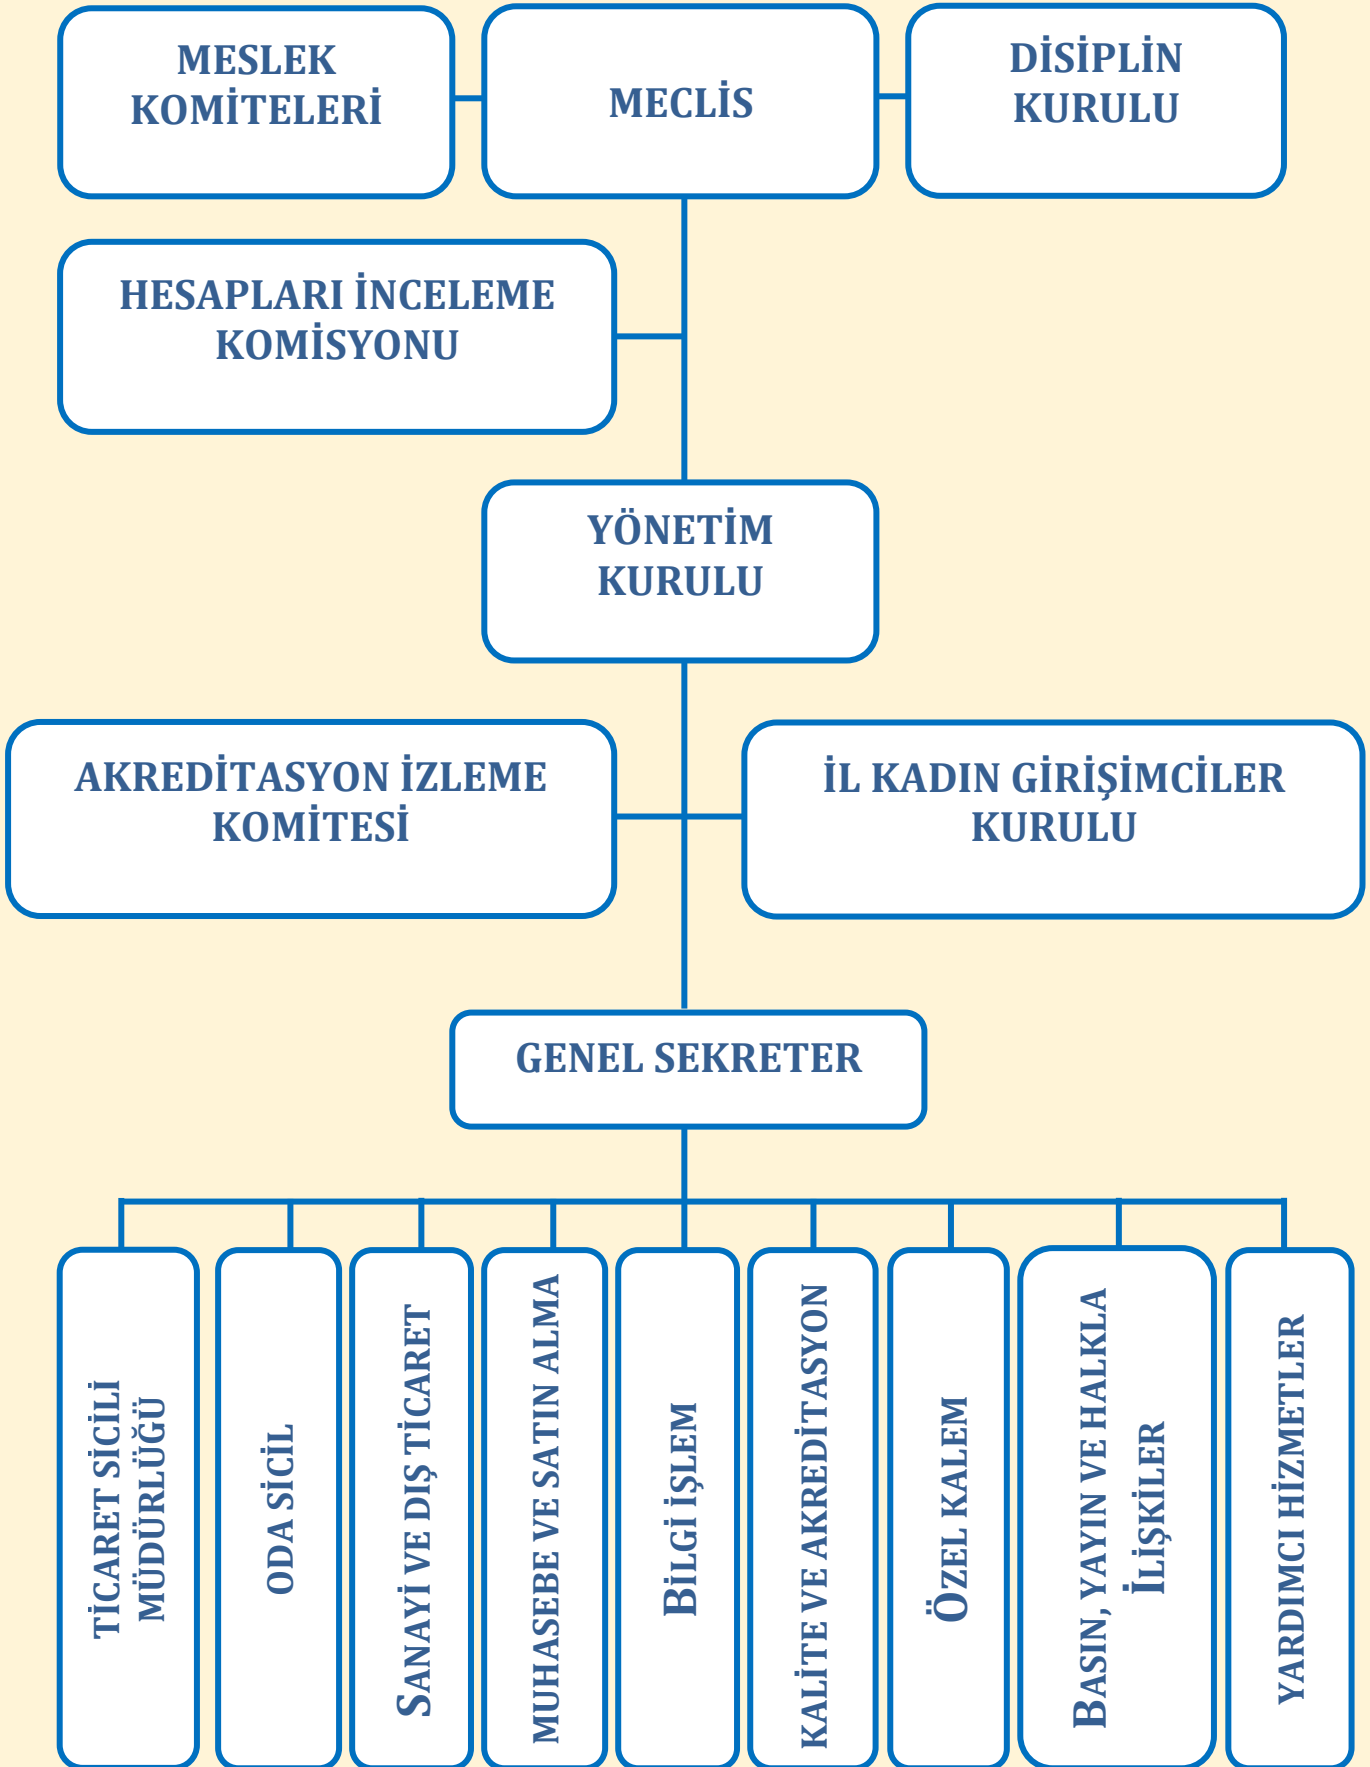 MESLEK
KOMİTELERİ
MECLİS
DİSİPLİN
KURULU
HESAPLARI İNCELEME
KOMİSYONU
YÖNETİM
KURULU
AKREDİTASYON İZLEME
KOMİTESİ
İL KADIN GİRİŞİMCİLER
KURULU
GENEL SEKRETER
TİCARET SİCİLİ
MÜDÜRLÜĞÜ
ODA SİCİL
SANAYİ VE DIŞ TİCARET
MUHASEBE VE SATIN ALMA
BİLGİ İŞLEM
KALİTE VE AKREDİTASYON
ÖZEL KALEM
BASIN, YAYIN VE HALKLA
İLİŞKİLER
YARDIMCI HİZMETLER